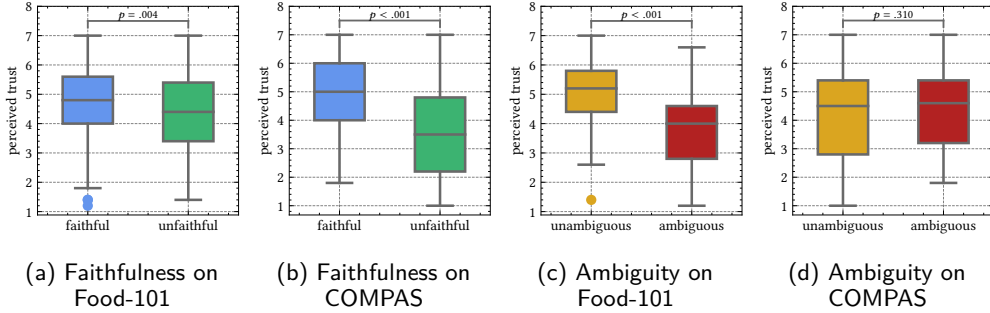 8
7
6
5
4
3
2
1
perceived trust
p = .004
faithful
unfaithful
(a) Faithfulness on
Food-101
8
7
6
5
4
3
2
1
perceived trust
p < .001
faithful
unfaithful
(b) Faithfulness on
COMPAS
8
7
6
5
4
3
2
1
perceived trust
p < .001
unambiguous
ambiguous
(c) Ambiguity on
Food-101
8
7
6
5
4
3
2
1
perceived trust
p = .310
unambiguous
ambiguous
(d) Ambiguity on
COMPAS